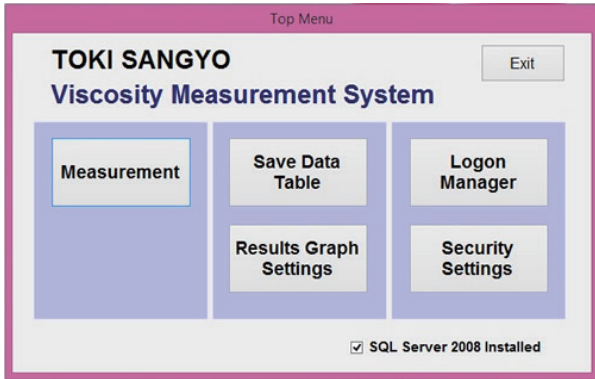 Top Menu
TOKI SANGYO
Exit
Viscosity Measurement System
Measurement
Save Data
Table
Logon
Manager
Results Graph
Settings
Security
Settings
SQL Server 2008 Installed